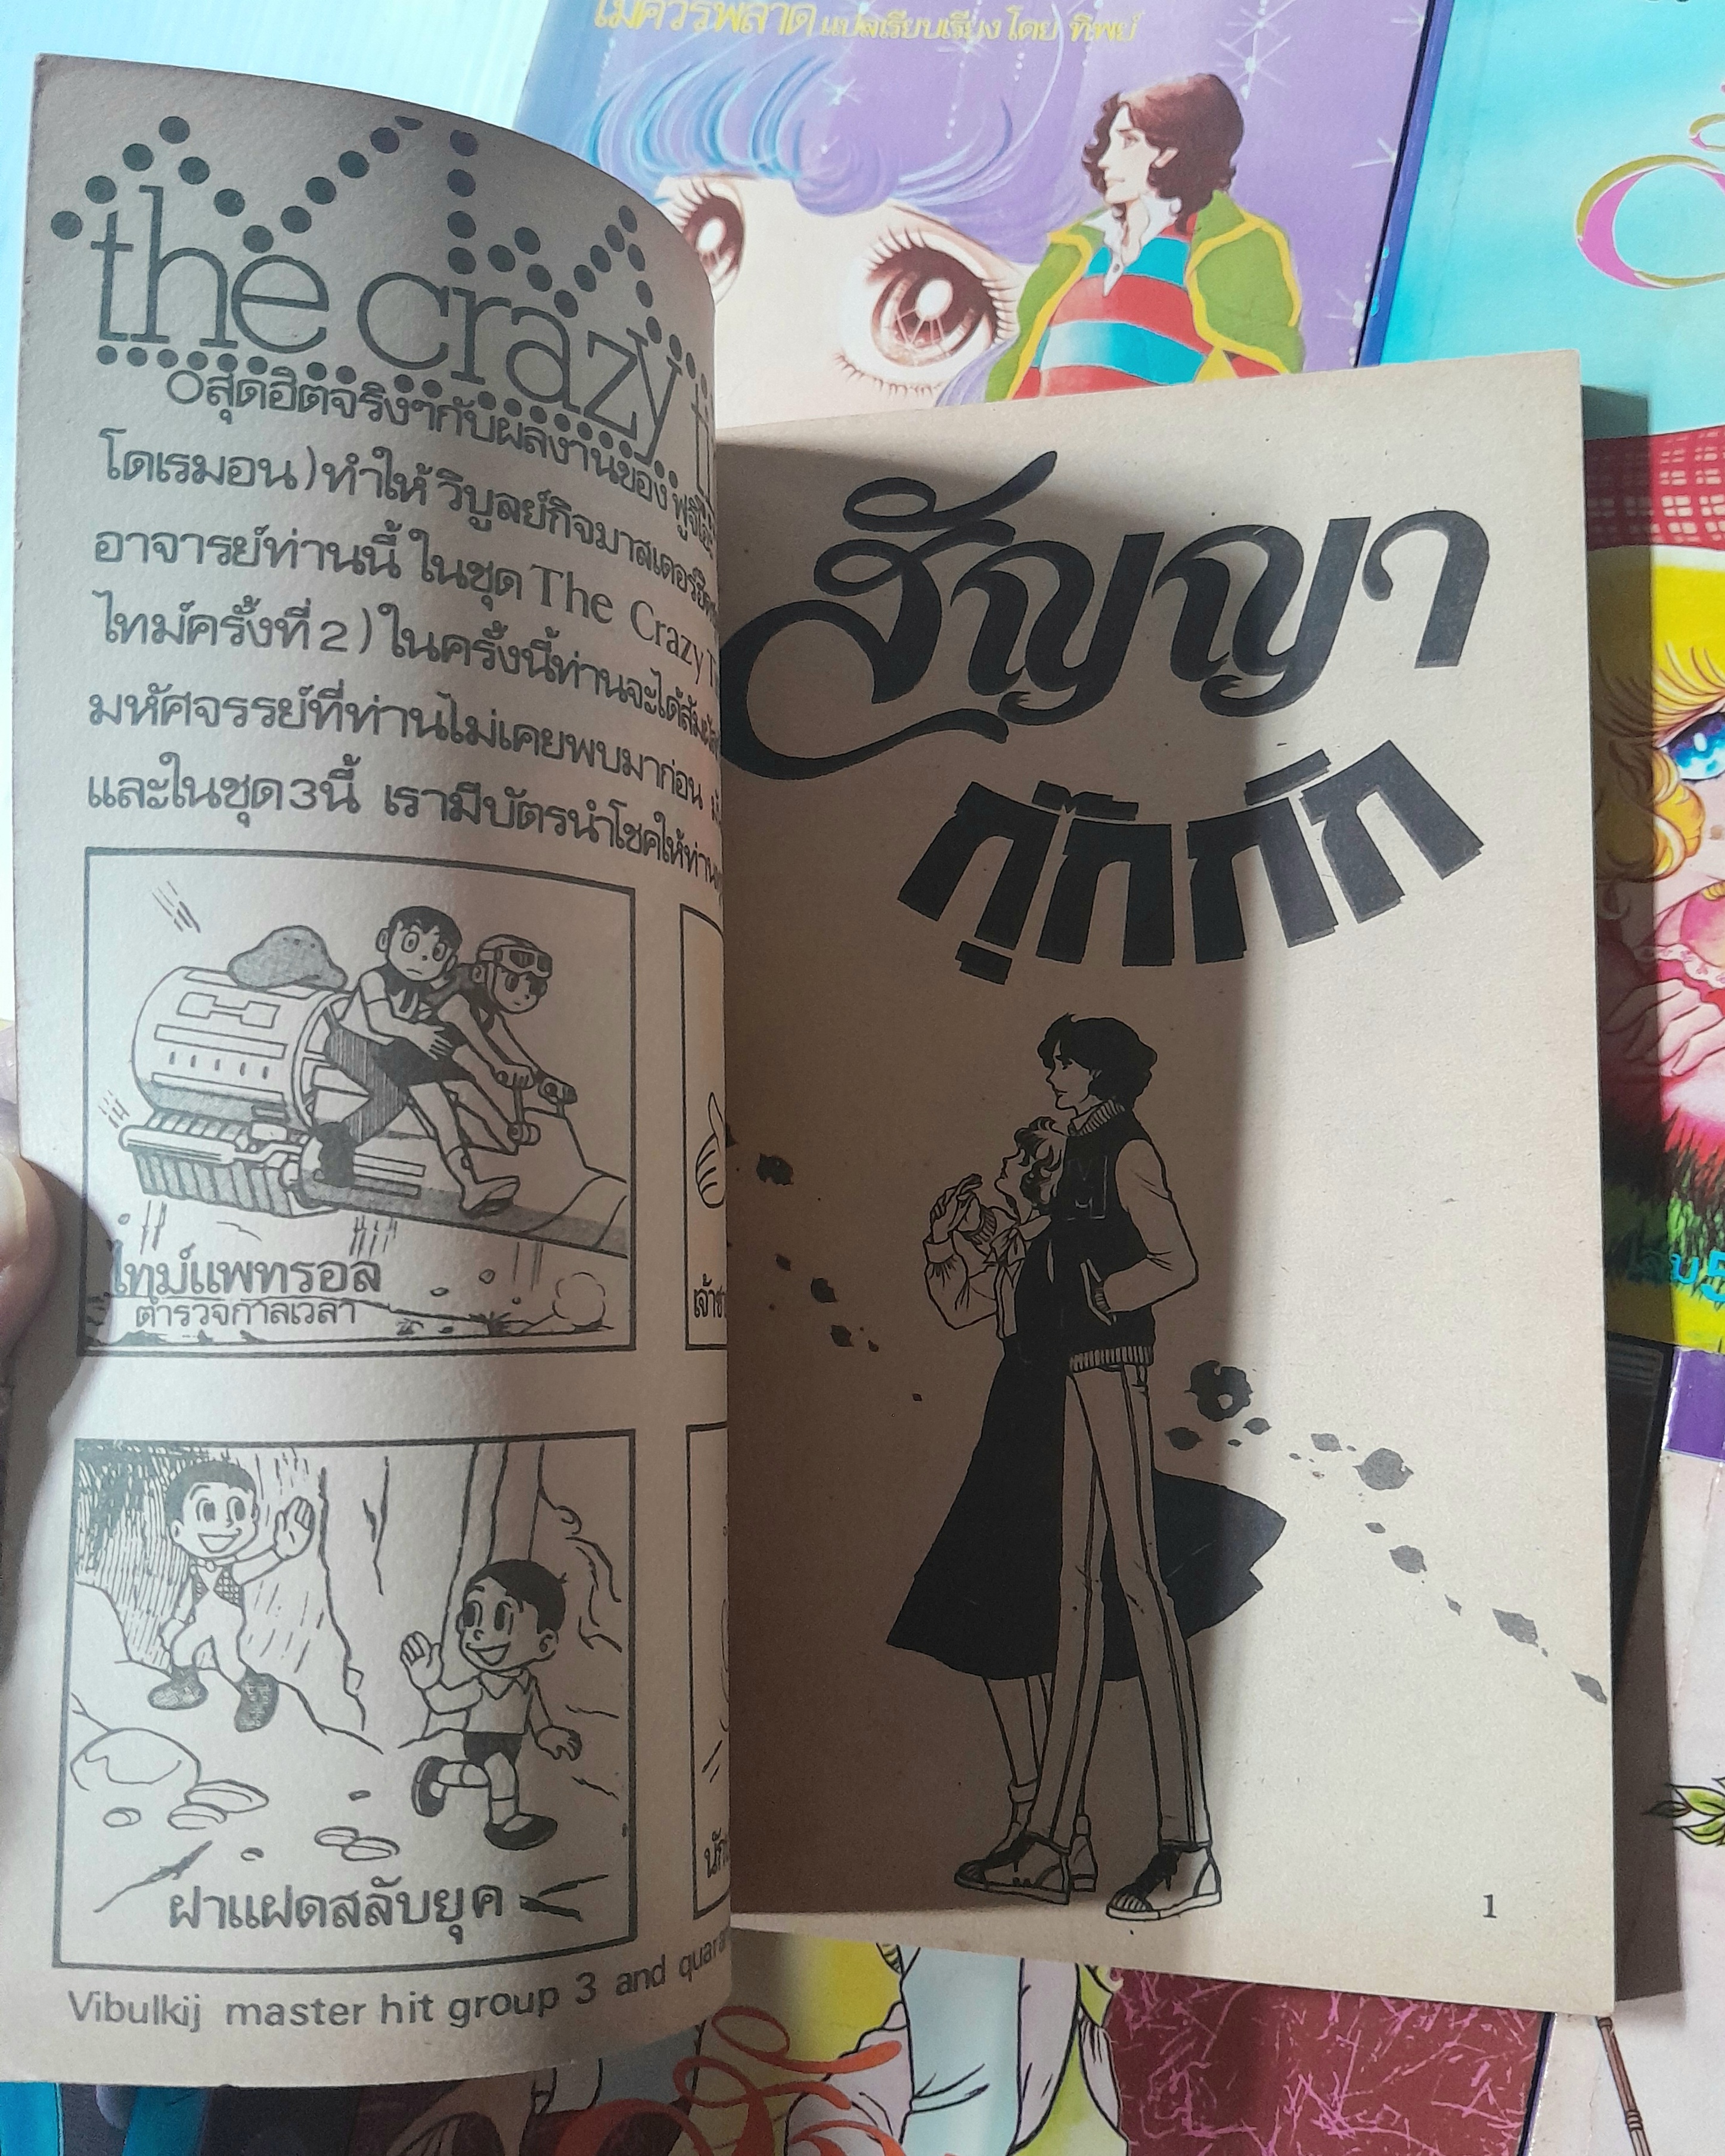 ไม่ควรพลาด แปลเรียบเรียง โดย ทิพย์
the crazy
๐สุดฮิตจริงๆกับผลงานของ
โดเรมอน) ทำให้ วิบูลย์กิจมาสเตอร์ฮิต
อาจารย์ท่านนี้ ในชุด The Crazy
ไทม์ครั้งที่ 2) ในครั้งนี้ท่านจะได้สัมผัส
มหัศจรรย์ที่ท่านไม่เคยพบมาก่อน
และในชุด 3 นี้ เรามีบัตรนำโชคให้ท่าน
ไทม์แพทรอล
ตำรวจกาลเวลา
ฝาแฝดสลับยุค
Vibulkij master hit group 3 and
สัญญา
กุ๊กกั๊ก
1